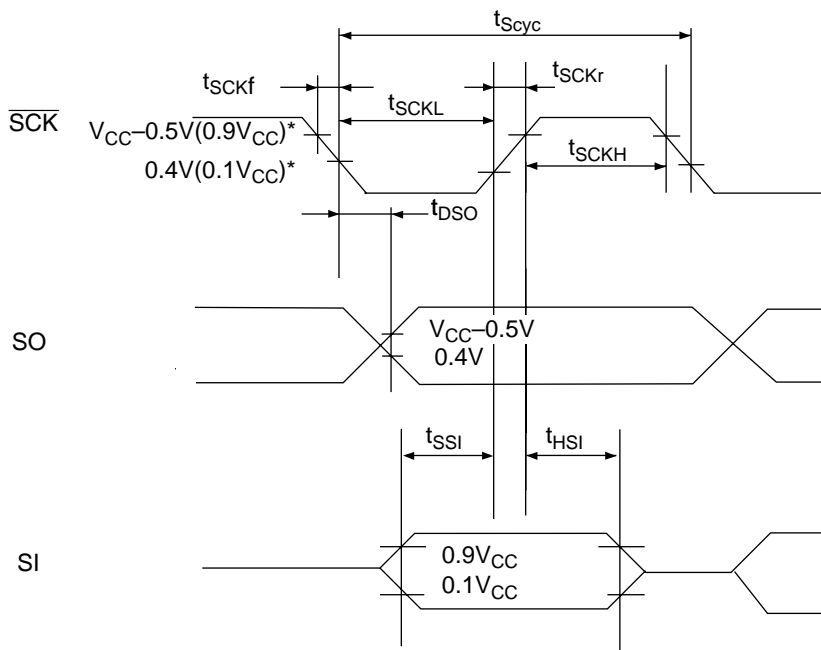 tScyc
tSCKf
tSCKr
SCK
tSCKL
VCC–0.5V(0.9VCC)*
tSCKH
0.4V(0.1VCC)*
tDSO
SO
VCC–0.5V
0.4V
tSSI
tHSI
SI
0.9VCC
0.1VCC